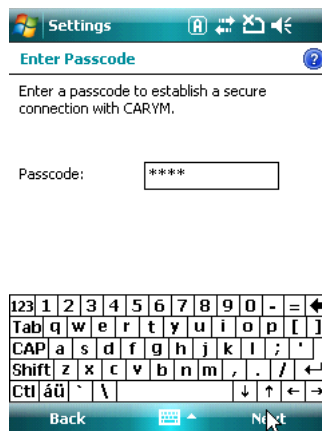 Settings
Enter Passcode
Enter a passcode to establish a secure
connection with CARYM.
Passcode: ****
123 1 2 3 4 5 6 7 8 9 0 - =
Tab q w e r t y u i o p [ ]
CAP a s d f g h j k l ; '
Shift z x c v b n m , . /
Ctl áü ` \
Back Next